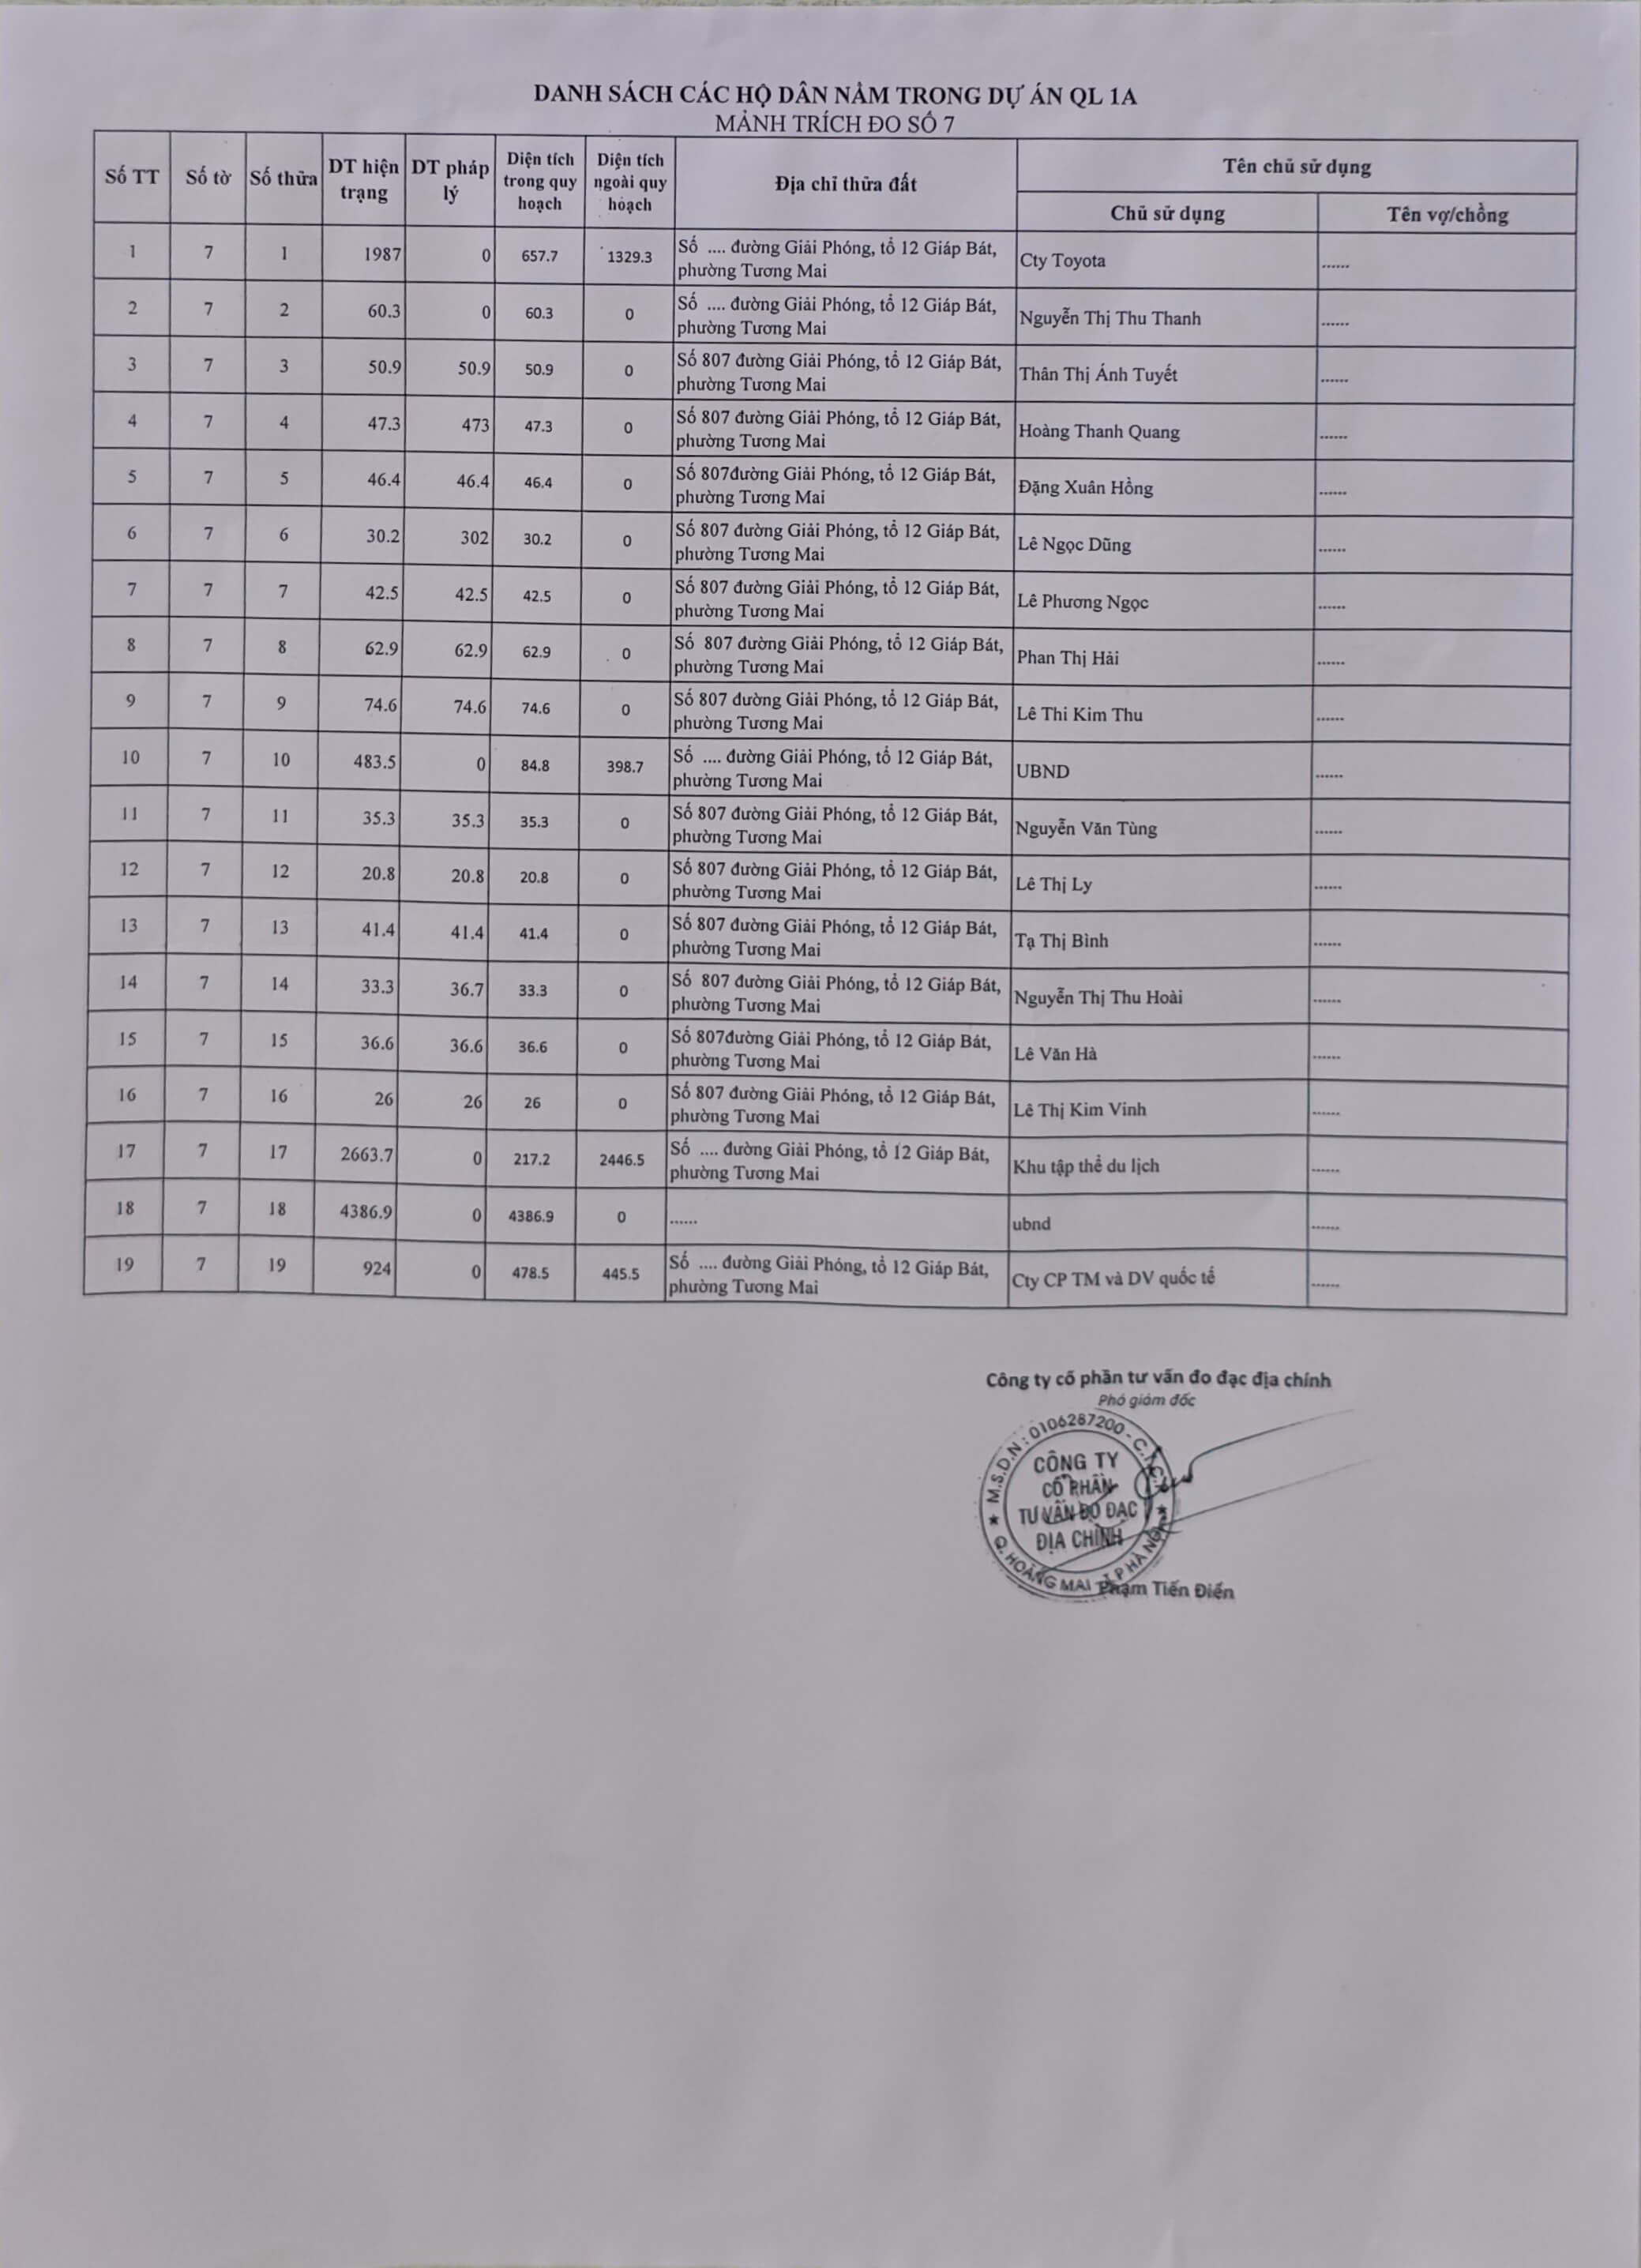 DANH SÁCH CÁC HỘ DÂN NẰM TRONG DỰ ÁN QL 1A
MẢNH TRÍCH ĐO SỐ 7
Số TT Số tờ Số thửa DT hiện trạng DT pháp lý Diện tích trong quy hoạch Diện tích ngoài quy hoạch Địa chỉ thửa đất Tên chủ sử dụng
Chủ sử dụng Tên vợ/chồng
1 7 1 1987 0 657.7 1329.3 Số .... đường Giải Phóng, tổ 12 Giáp Bát, phường Tương Mai Cty Toyota ......
2 7 2 60.3 0 60.3 0 Số .... đường Giải Phóng, tổ 12 Giáp Bát, phường Tương Mai Nguyễn Thị Thu Thanh ......
3 7 3 50.9 50.9 50.9 0 Số 807 đường Giải Phóng, tổ 12 Giáp Bát, phường Tương Mai Thân Thị Ánh Tuyết ......
4 7 4 47.3 473 47.3 0 Số 807 đường Giải Phóng, tổ 12 Giáp Bát, phường Tương Mai Hoàng Thanh Quang ......
5 7 5 46.4 46.4 46.4 0 Số 807đường Giải Phóng, tổ 12 Giáp Bát, phường Tương Mai Đặng Xuân Hồng ......
6 7 6 30.2 302 30.2 0 Số 807 đường Giải Phóng, tổ 12 Giáp Bát, phường Tương Mai Lê Ngọc Dũng ......
7 7 7 42.5 42.5 42.5 0 Số 807 đường Giải Phóng, tổ 12 Giáp Bát, phường Tương Mai Lê Phương Ngọc ......
8 7 8 62.9 62.9 62.9 0 Số 807 đường Giải Phóng, tổ 12 Giáp Bát, phường Tương Mai Phan Thị Hải ......
9 7 9 74.6 74.6 74.6 0 Số 807 đường Giải Phóng, tổ 12 Giáp Bát, phường Tương Mai Lê Thi Kim Thu ......
10 7 10 483.5 0 84.8 398.7 Số .... đường Giải Phóng, tổ 12 Giáp Bát, phường Tương Mai UBND ......
11 7 11 35.3 35.3 35.3 0 Số 807 đường Giải Phóng, tổ 12 Giáp Bát, phường Tương Mai Nguyễn Văn Tùng ......
12 7 12 20.8 20.8 20.8 0 Số 807 đường Giải Phóng, tổ 12 Giáp Bát, phường Tương Mai Lê Thị Ly ......
13 7 13 41.4 41.4 41.4 0 Số 807 đường Giải Phóng, tổ 12 Giáp Bát, phường Tương Mai Tạ Thị Bình ......
14 7 14 33.3 36.7 33.3 0 Số 807 đường Giải Phóng, tổ 12 Giáp Bát, phường Tương Mai Nguyễn Thị Thu Hoài ......
15 7 15 36.6 36.6 36.6 0 Số 807đường Giải Phóng, tổ 12 Giáp Bát, phường Tương Mai Lê Văn Hà ......
16 7 16 26 26 26 0 Số 807 đường Giải Phóng, tổ 12 Giáp Bát, phường Tương Mai Lê Thị Kim Vinh ......
17 7 17 2663.7 0 217.2 2446.5 Số .... đường Giải Phóng, tổ 12 Giáp Bát, phường Tương Mai Khu tập thể du lịch ......
18 7 18 4386.9 0 4386.9 0 ...... ubnd ......
19 7 19 924 0 478.5 445.5 Số .... đường Giải Phóng, tổ 12 Giáp Bát, phường Tương Mai Cty CP TM và DV quốc tế ......
Công ty cổ phần tư vấn đo đạc địa chính
Phó giám đốc
M.S.D.N: 0106287200 - C.T.C.P
CÔNG TY
CỔ PHẦN
TƯ VẤN ĐO ĐẠC
ĐỊA CHÍNH
Q. HOÀNG MAI - T.P HÀ NỘI
Phạm Tiến Điển